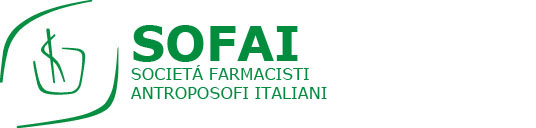 SOFAI
SOCIETÁ FARMACISTI
ANTROPOSOFI ITALIANI